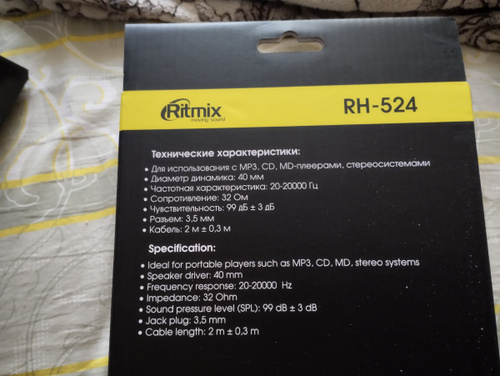 Ritmix
moving sound
RH-524
Технические характеристики:
• Для использования с MP3, CD, MD-плеерами, стереосистемами
• Диаметр динамика: 40 мм
• Частотная характеристика: 20-20000 Гц
• Сопротивление: 32 Ом
• Чувствительность: 99 дБ ± 3 дБ
• Разъем: 3,5 мм
• Кабель: 2 м ± 0,3 м
Specification:
• Ideal for portable players such as MP3, CD, MD, stereo systems
• Speaker driver: 40 mm
• Frequency response: 20-20000 Hz
• Impedance: 32 Ohm
• Sound pressure level (SPL): 99 dB ± 3 dB
• Jack plug: 3,5 mm
• Cable length: 2 m ± 0,3 m